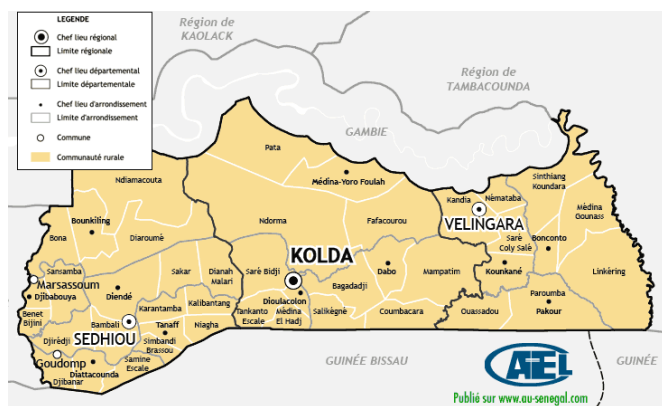 LEGENDE
Chef lieu régional
Limite régionale
Chef lieu départemental
Limite départementale
Chef lieu d'arrondissement
Limite d'arrondissement
Commune
Communauté rurale
Région de
KAOLACK
Région de
TAMBACOUNDA
GAMBIE
Pata
Ndiamacouta
Médina-Yoro Foulah
Sinthiang
Koundara
Kandia
Némataba
Médina
Gounass
Bounkiling
Ndorma
Fafacourou
VELINGARA
Bona
Diaroumé
Saré
Coly Salé
Bonconto
KOLDA
Sansamba
Sakar
Dianah
Malari
Saré Bidji
Dabo
Mampatim
Kounkané
Linkéring
Marsassoum
Djibabouya
Diendé
Bagadadji
Paroumba
Kalibantang
Dioulacolon
Karantamba
Benet
Bijini
Tankanto
Escale
Médina
El Hadj
Salikégné
Coumbacara
Ouassadou
Pakour
Bambali
Tanaff
Niagha
SEDHIOU
Djirédji
Simbandi
Brassou
Goudomp
Samine
Escale
Diattacounda
Djibanar
GUINÉE BISSAU
GUINÉE
ATEL
Publié sur www.au-senegal.com